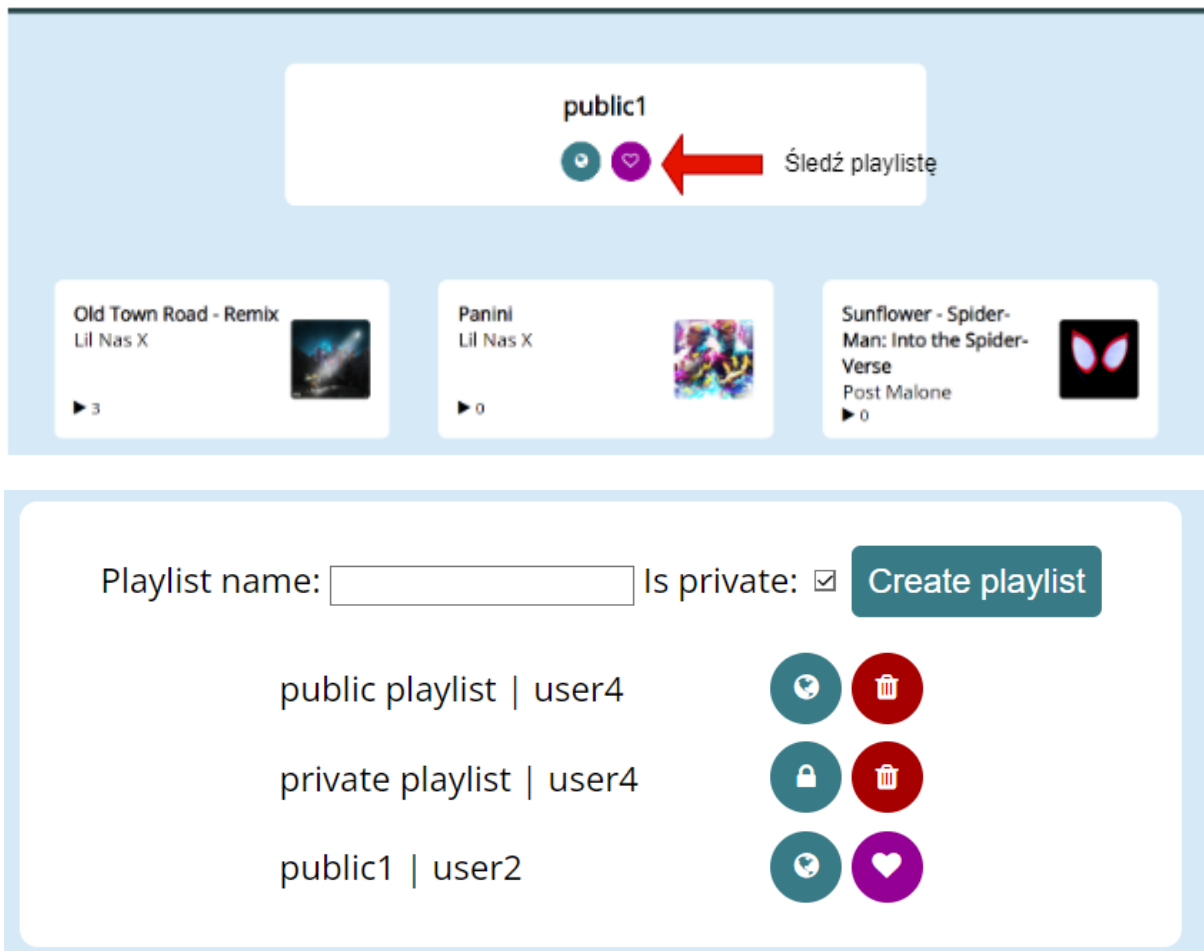 public1
Śledź playlistę
Old Town Road - Remix
Lil Nas X
3
Panini
Lil Nas X
0
Sunflower - Spider-
Man: Into the Spider-
Verse
Post Malone
0
Playlist name: Is private: Create playlist
public playlist | user4
private playlist | user4
public1 | user2